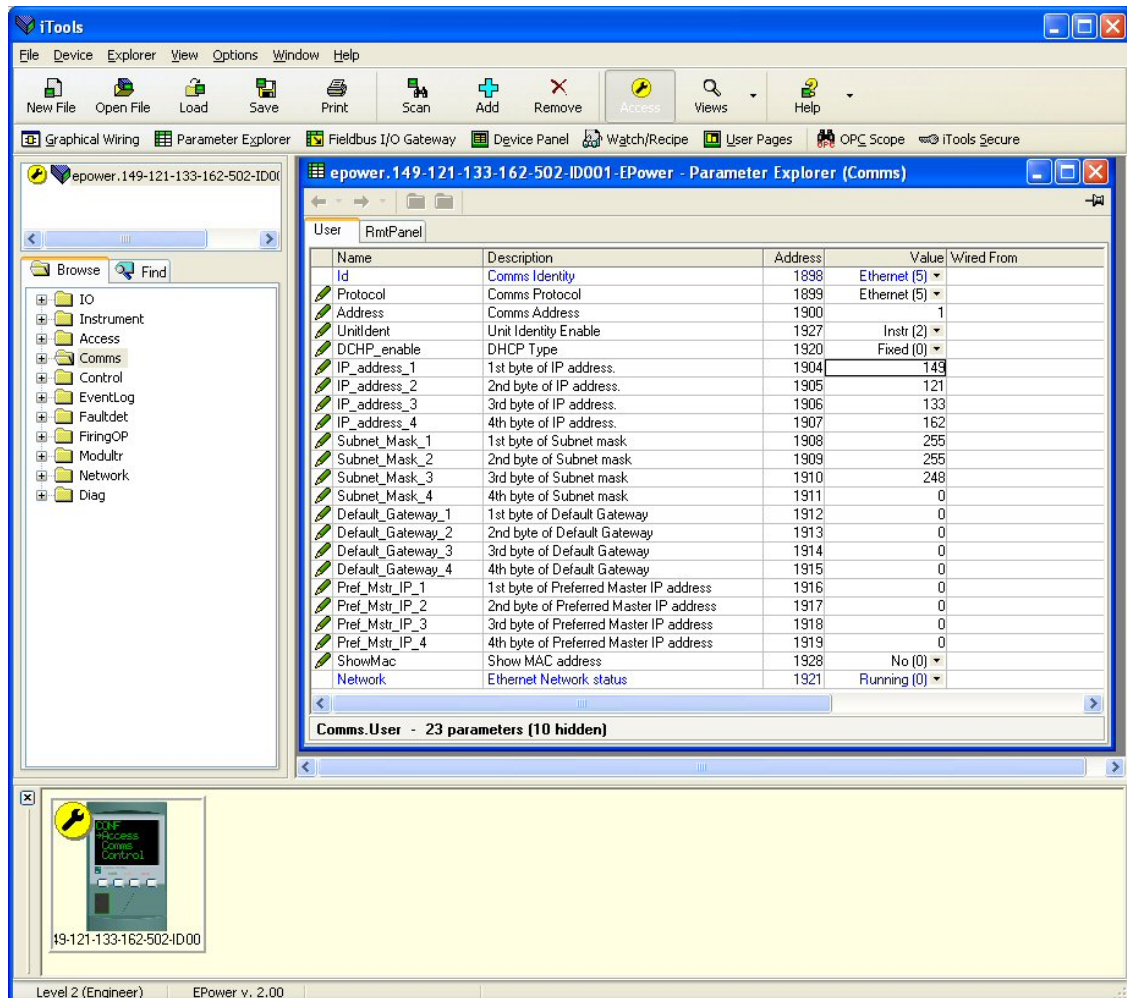 iTools
File Device Explorer View Options Window Help
New File Open File Load Save Print Scan Add Remove Access Views Help
Graphical Wiring Parameter Explorer Fieldbus I/O Gateway Device Panel Watch/Recipe User Pages OPC Scope iTools Secure
epower.149-121-133-162-502-ID00
Browse Find
IO
Instrument
Access
Comms
Control
EventLog
Faultdet
FiringOP
Modultr
Network
Diag
epower.149-121-133-162-502-ID001-EPower - Parameter Explorer (Comms)
User RmtPanel
Name Description Address Value Wired From
Id Comms Identity 1898 Ethernet (5)
Protocol Comms Protocol 1899 Ethernet (5)
Address Comms Address 1900 1
UnitIdent Unit Identity Enable 1927 Instr (2)
DCHP_enable DHCP Type 1920 Fixed (0)
IP_address_1 1st byte of IP address. 1904 149
IP_address_2 2nd byte of IP address. 1905 121
IP_address_3 3rd byte of IP address. 1906 133
IP_address_4 4th byte of IP address. 1907 162
Subnet_Mask_1 1st byte of Subnet mask 1908 255
Subnet_Mask_2 2nd byte of Subnet mask 1909 255
Subnet_Mask_3 3rd byte of Subnet mask 1910 248
Subnet_Mask_4 4th byte of Subnet mask 1911 0
Default_Gateway_1 1st byte of Default Gateway 1912 0
Default_Gateway_2 2nd byte of Default Gateway 1913 0
Default_Gateway_3 3rd byte of Default Gateway 1914 0
Default_Gateway_4 4th byte of Default Gateway 1915 0
Pref_Mstr_IP_1 1st byte of Preferred Master IP address 1916 0
Pref_Mstr_IP_2 2nd byte of Preferred Master IP address 1917 0
Pref_Mstr_IP_3 3rd byte of Preferred Master IP address 1918 0
Pref_Mstr_IP_4 4th byte of Preferred Master IP address 1919 0
ShowMac Show MAC address 1928 No (0)
Network Ethernet Network status 1921 Running (0)
Comms.User - 23 parameters (10 hidden)
CONF
Access
Comms
Control
49-121-133-162-502-ID00
Level 2 (Engineer) EPower v. 2.00